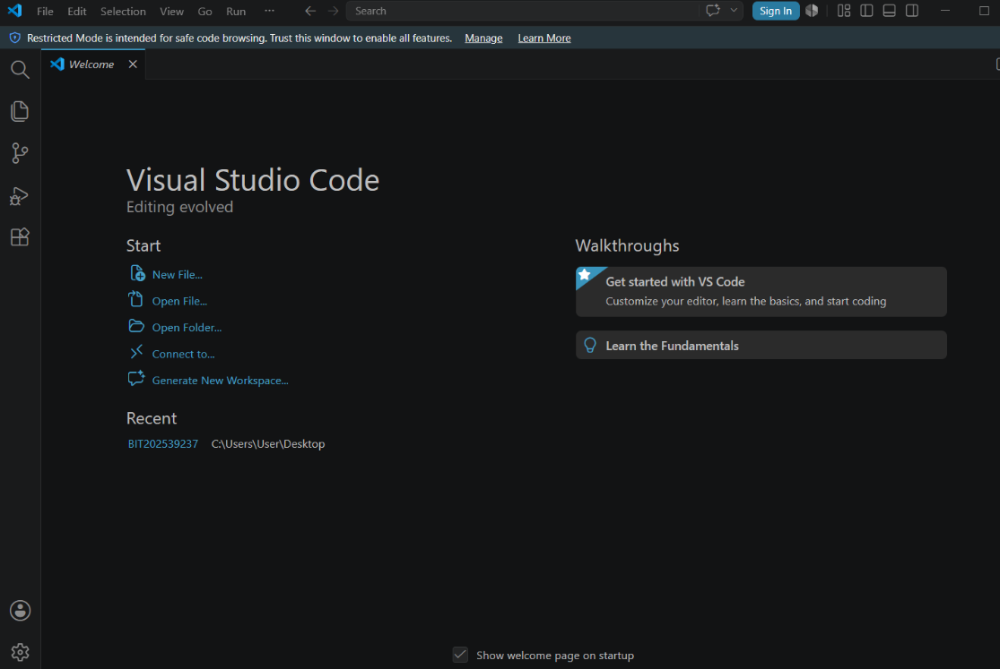 File Edit Selection View Go Run ··· Search Sign In
Restricted Mode is intended for safe code browsing. Trust this window to enable all features. Manage Learn More
Welcome
Visual Studio Code
Editing evolved
Start
New File...
Open File...
Open Folder...
Connect to...
Generate New Workspace...
Recent
BIT202539237 C:\Users\User\Desktop
Walkthroughs
Get started with VS Code
Customize your editor, learn the basics, and start coding
Learn the Fundamentals
Show welcome page on startup